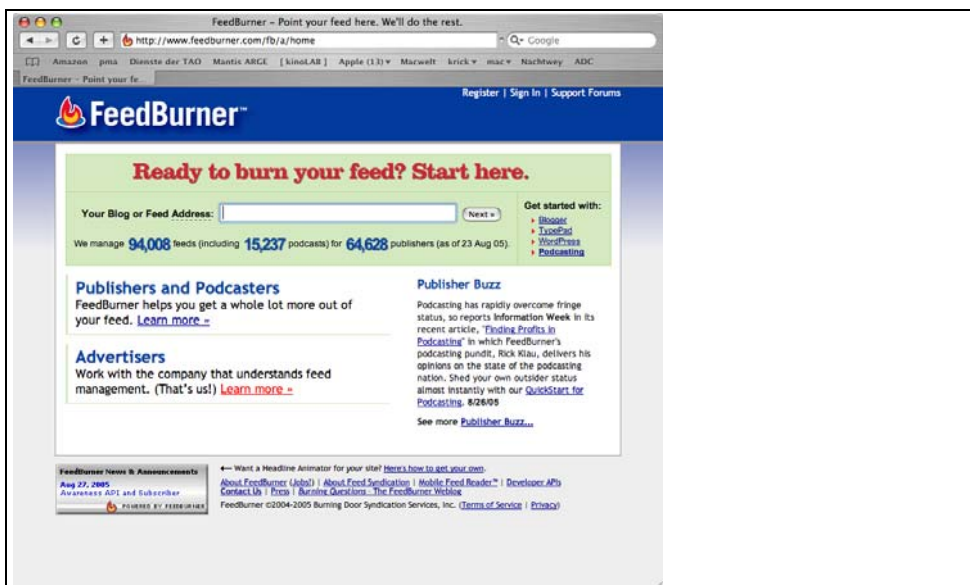 FeedBurner - Point your feed here. We'll do the rest.
http://www.feedburner.com/fb/a/home
Google
Amazon pma Dienste der TAO Mantis ARGE [kinoLAB] Apple (13) Macwelt krick mac Nachtwey ADC
FeedBurner - Point your fe...
Register | Sign In | Support Forums
FeedBurner™
Ready to burn your feed? Start here.
Your Blog or Feed Address:
Next »
We manage 94,008 feeds (including 15,237 podcasts) for 64,628 publishers (as of 23 Aug 05).
Get started with:
Blogger
TypePad
WordPress
Podcasting
Publishers and Podcasters
FeedBurner helps you get a whole lot more out of
your feed. Learn more »
Advertisers
Work with the company that understands feed
management. (That's us!) Learn more »
Publisher Buzz
Podcasting has rapidly overcome fringe
status, so reports Information Week in its
recent article, "Finding Profits in
Podcasting" in which FeedBurner's
podcasting pundit, Rick Klau, delivers his
opinions on the state of the podcasting
nation. Shed your own outsider status
almost instantly with our QuickStart for
Podcasting. 8/26/05
See more Publisher Buzz...
FeedBurner News & Announcements
Aug 27, 2005
Awareness API and Subscriber
POWERED BY FEEDBURNER
← Want a Headline Animator for your site? Here's how to get your own.
About FeedBurner (Jobs!) | About Feed Syndication | Mobile Feed Reader™ | Developer APIs
Contact Us | Press | Burning Questions - The FeedBurner Weblog
FeedBurner ©2004-2005 Burning Door Syndication Services, Inc. (Terms of Service | Privacy)